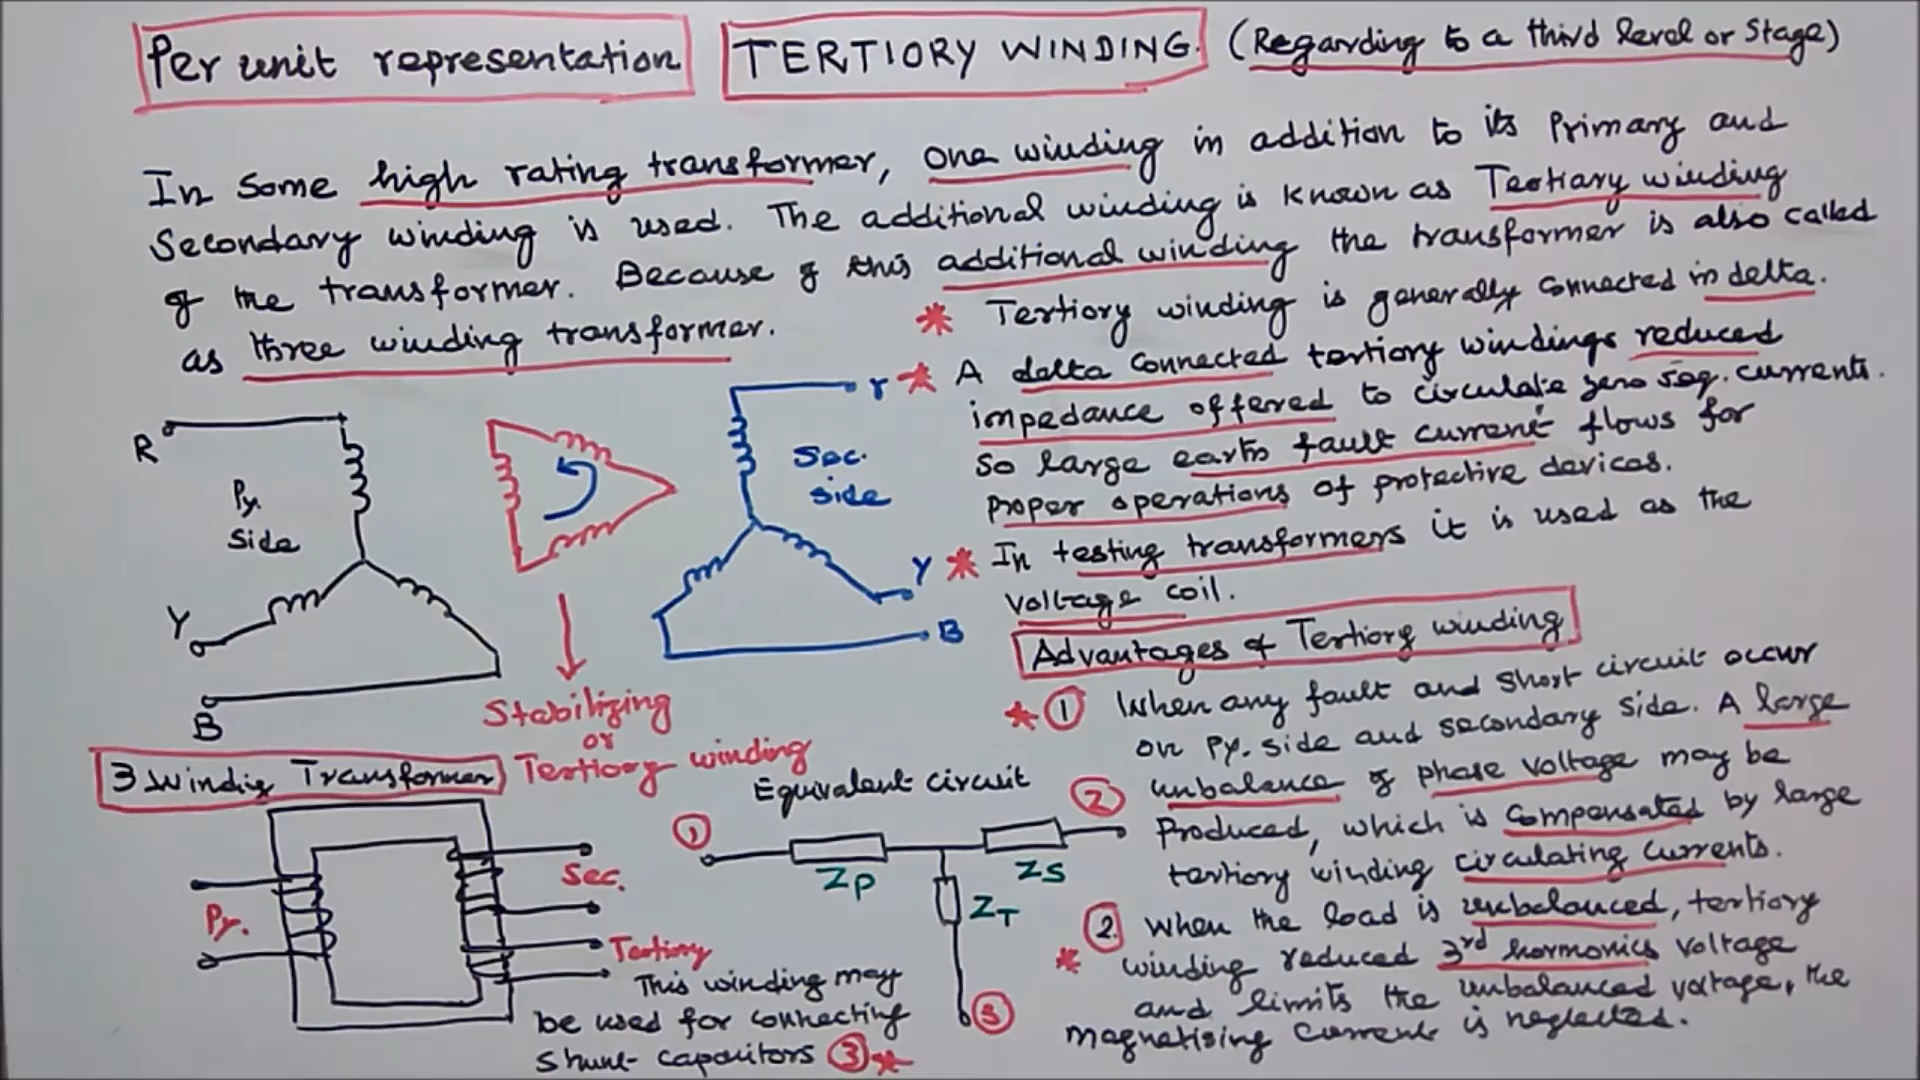 Per unit representation
TERTIORY WINDING. (Regarding to a third level or Stage)
In Some high rating transformer, one winding in addition to its Primary and
Secondary winding is used. The additional winding is known as Tertiary winding
of the transformer. Because of this additional winding the transformer is also called
as three winding transformer.
* Tertiory winding is generally connected in delta.
* A delta connected tertiory windings reduced
impedance offered to circulate zero seq. currents.
So large earth fault current flows for
proper operations of protective devices.
* In testing transformers it is used as the
voltage coil.
R
Py.
Side
Y
B
r
Sec.
side
Y
B
Stabilizing
or
Tertiory winding
Advantages of Tertiory winding
* 1 When any fault and short circuit occur
on Py. side and secondary side. A large
unbalance of phase voltage may be
Produced, which is compensated by large
tertiory winding circulating currents.
* 2. When the load is unbalanced, tertiory
winding reduced 3rd harmonics voltage
and limits the unbalanced voltage, the
magnetising current is neglected.
3 Winding Transformer
Py.
Sec.
Tertiory
This winding may
be used for connecting
Shunt capacitors 3 *
Equivalent circuit
1
2
ZP
ZS
ZT
3